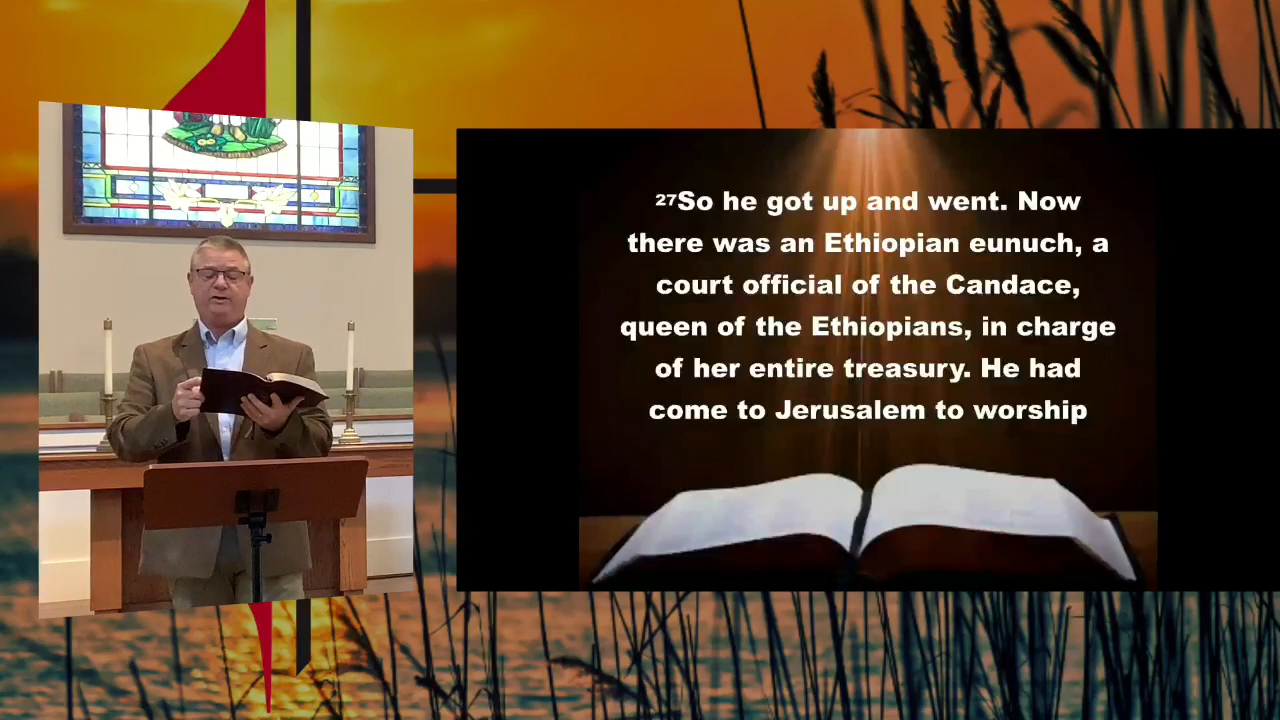 ²⁷So he got up and went. Now
there was an Ethiopian eunuch, a
court official of the Candace,
queen of the Ethiopians, in charge
of her entire treasury. He had
come to Jerusalem to worship